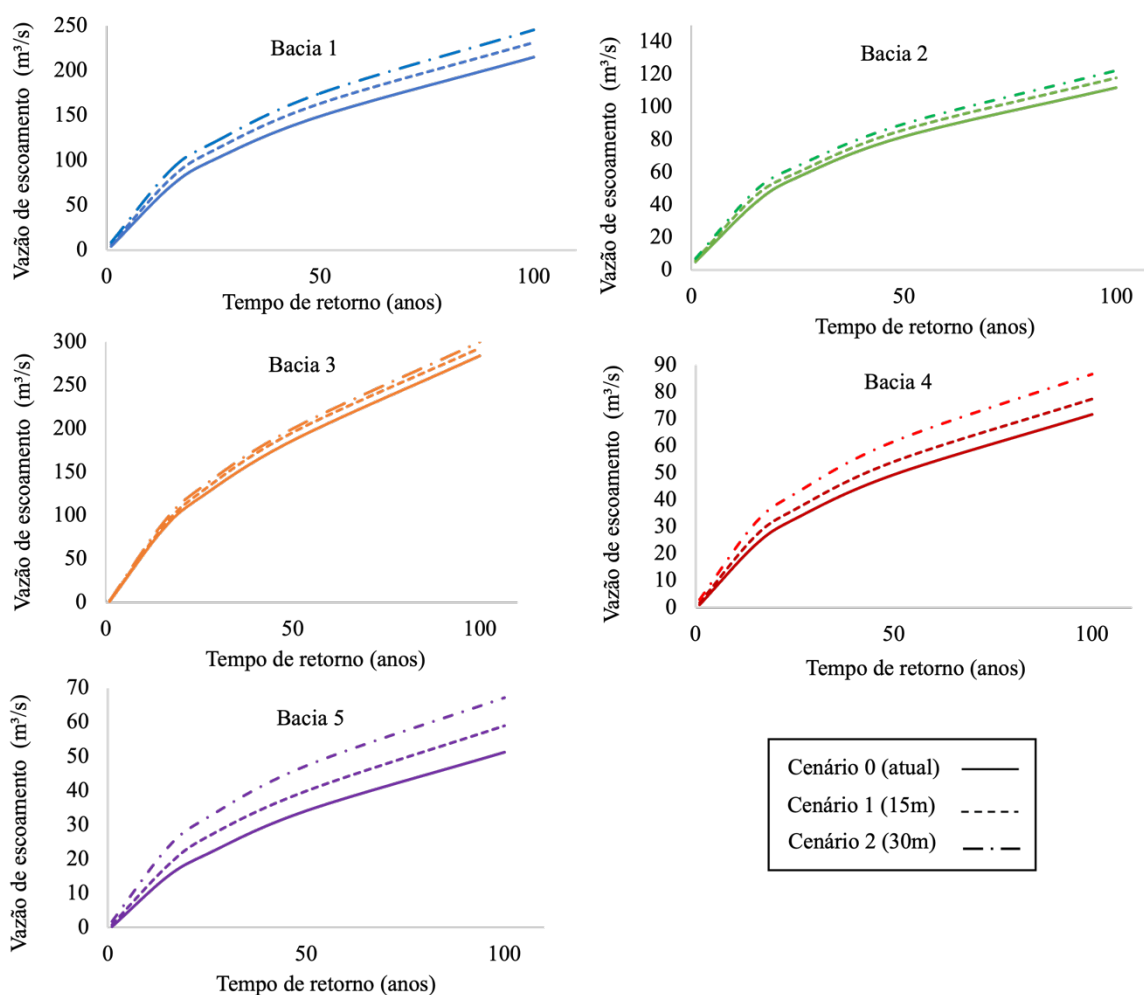 Bacia 1
Vazão de escoamento (m³/s)
250
200
150
100
50
0
0 50 100
Tempo de retorno (anos)
Bacia 2
Vazão de escoamento (m³/s)
140
120
100
80
60
40
20
0
0 50 100
Tempo de retorno (anos)
Bacia 3
Vazão de escoamento (m³/s)
300
250
200
150
100
50
0
0 50 100
Tempo de retorno (anos)
Bacia 4
Vazão de escoamento (m³/s)
90
80
70
60
50
40
30
20
10
0
0 50 100
Tempo de retorno (anos)
Bacia 5
Vazão de escoamento (m³/s)
70
60
50
40
30
20
10
0
0 50 100
Tempo de retorno (anos)
Cenário 0 (atual)
Cenário 1 (15m)
Cenário 2 (30m)